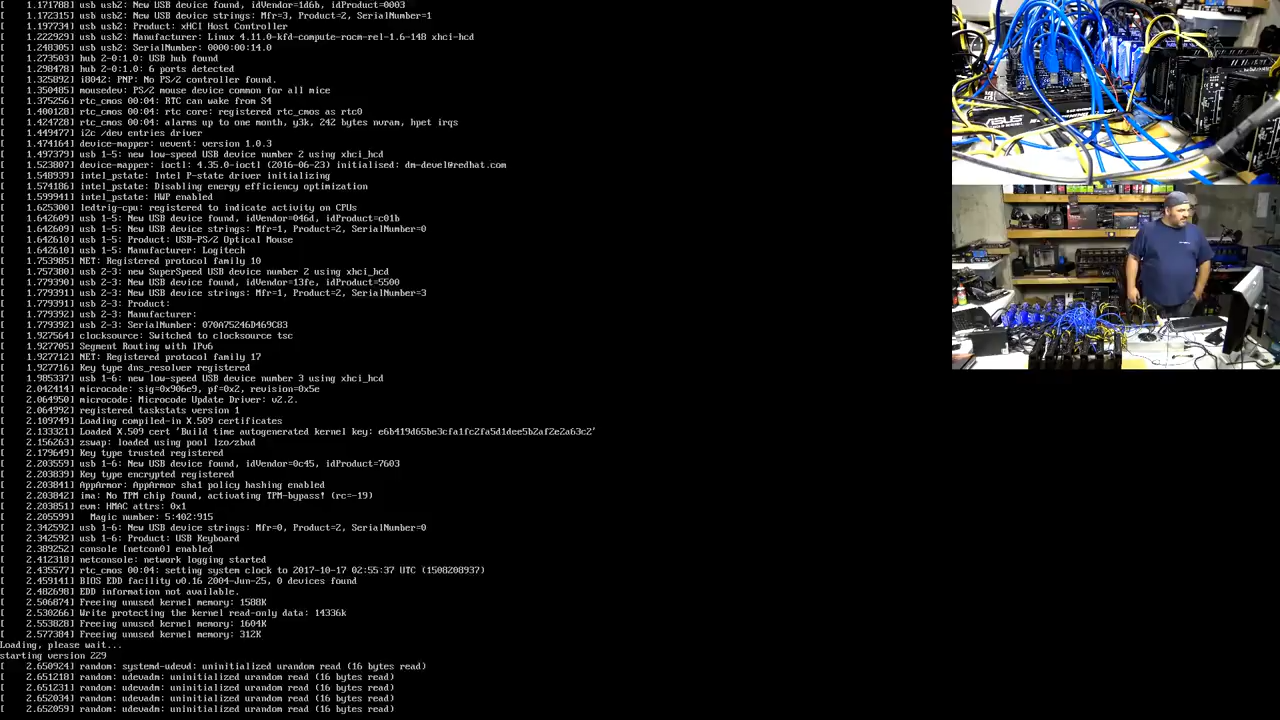 [    1.171788] usb usb2: New USB device found, idVendor=1d6b, idProduct=0003
[    1.172315] usb usb2: New USB device strings: Mfr=3, Product=2, SerialNumber=1
[    1.197734] usb usb2: Product: xHCI Host Controller
[    1.222929] usb usb2: Manufacturer: Linux 4.11.0-kfd-compute-rocm-rel-1.6-148 xhci-hcd
[    1.248305] usb usb2: SerialNumber: 0000:00:14.0
[    1.273503] hub 2-0:1.0: USB hub found
[    1.298478] hub 2-0:1.0: 6 ports detected
[    1.325892] i8042: PNP: No PS/2 controller found.
[    1.350485] mousedev: PS/2 mouse device common for all mice
[    1.375256] rtc_cmos 00:04: RTC can wake from S4
[    1.400128] rtc_cmos 00:04: rtc core: registered rtc_cmos as rtc0
[    1.424728] rtc_cmos 00:04: alarms up to one month, y3k, 242 bytes nvram, hpet irqs
[    1.449477] i2c /dev entries driver
[    1.474164] device-mapper: uevent: version 1.0.3
[    1.497379] usb 1-5: new low-speed USB device number 2 using xhci_hcd
[    1.523807] device-mapper: ioctl: 4.35.0-ioctl (2016-06-23) initialised: dm-devel@redhat.com
[    1.548939] intel_pstate: Intel P-state driver initializing
[    1.574186] intel_pstate: Disabling energy efficiency optimization
[    1.599941] intel_pstate: HWP enabled
[    1.625300] ledtrig-cpu: registered to indicate activity on CPUs
[    1.642609] usb 1-5: New USB device found, idVendor=046d, idProduct=c01b
[    1.642609] usb 1-5: New USB device strings: Mfr=1, Product=2, SerialNumber=0
[    1.642610] usb 1-5: Product: USB-PS/2 Optical Mouse
[    1.642610] usb 1-5: Manufacturer: Logitech
[    1.753985] NET: Registered protocol family 10
[    1.757380] usb 2-3: new SuperSpeed USB device number 2 using xhci_hcd
[    1.779390] usb 2-3: New USB device found, idVendor=13fe, idProduct=5500
[    1.779391] usb 2-3: New USB device strings: Mfr=1, Product=2, SerialNumber=3
[    1.779391] usb 2-3: Product:
[    1.779392] usb 2-3: Manufacturer:
[    1.779392] usb 2-3: SerialNumber: 070A75246D469C83
[    1.927564] clocksource: Switched to clocksource tsc
[    1.927705] Segment Routing with IPv6
[    1.927712] NET: Registered protocol family 17
[    1.927716] Key type dns_resolver registered
[    1.985337] usb 1-6: new low-speed USB device number 3 using xhci_hcd
[    2.042414] microcode: sig=0x906e9, pf=0x2, revision=0x5e
[    2.064950] microcode: Microcode Update Driver: v2.2.
[    2.064992] registered taskstats version 1
[    2.109749] Loading compiled-in X.509 certificates
[    2.133321] Loaded X.509 cert 'Build time autogenerated kernel key: e6b419d65be3cfa1fc2fa5d1dee5b2af2e2a63c2'
[    2.156263] zswap: loaded using pool lzo/zbud
[    2.179649] Key type trusted registered
[    2.203559] usb 1-6: New USB device found, idVendor=0c45, idProduct=7603
[    2.203839] Key type encrypted registered
[    2.203841] AppArmor: AppArmor sha1 policy hashing enabled
[    2.203842] ima: No TPM chip found, activating TPM-bypass! (rc=-19)
[    2.203851] evm: HMAC attrs: 0x1
[    2.205599]   Magic number: 5:402:915
[    2.342592] usb 1-6: New USB device strings: Mfr=0, Product=2, SerialNumber=0
[    2.342592] usb 1-6: Product: USB Keyboard
[    2.389252] console [netcon0] enabled
[    2.412318] netconsole: network logging started
[    2.435577] rtc_cmos 00:04: setting system clock to 2017-10-17 02:55:37 UTC (1508208937)
[    2.459141] BIOS EDD facility v0.16 2004-Jun-25, 0 devices found
[    2.482698] EDD information not available.
[    2.506874] Freeing unused kernel memory: 1588K
[    2.530266] Write protecting the kernel read-only data: 14336k
[    2.553828] Freeing unused kernel memory: 1604K
[    2.577384] Freeing unused kernel memory: 312K
Loading, please wait...
starting version 229
[    2.650924] random: systemd-udevd: uninitialized urandom read (16 bytes read)
[    2.651218] random: udevadm: uninitialized urandom read (16 bytes read)
[    2.651231] random: udevadm: uninitialized urandom read (16 bytes read)
[    2.652034] random: udevadm: uninitialized urandom read (16 bytes read)
[    2.652059] random: udevadm: uninitialized urandom read (16 bytes read)
ASUS